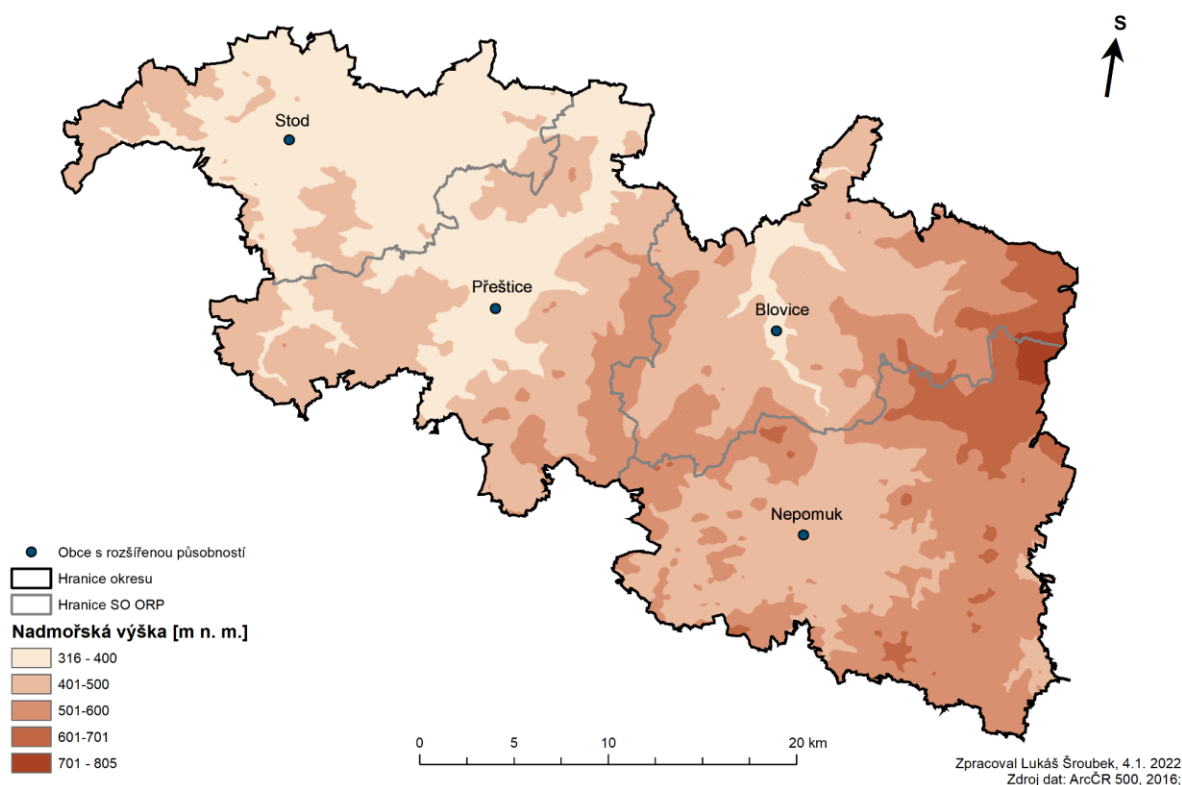 S
Stod
Přeštice
Blovice
Nepomuk
Obce s rozšířenou působností
Hranice okresu
Hranice SO ORP
Nadmořská výška [m n. m.]
316 - 400
401-500
501-600
601-701
701 - 805
0 5 10 20 km
Zpracoval Lukáš Šroubek, 4.1. 2022
Zdroj dat: ArcČR 500, 2016;